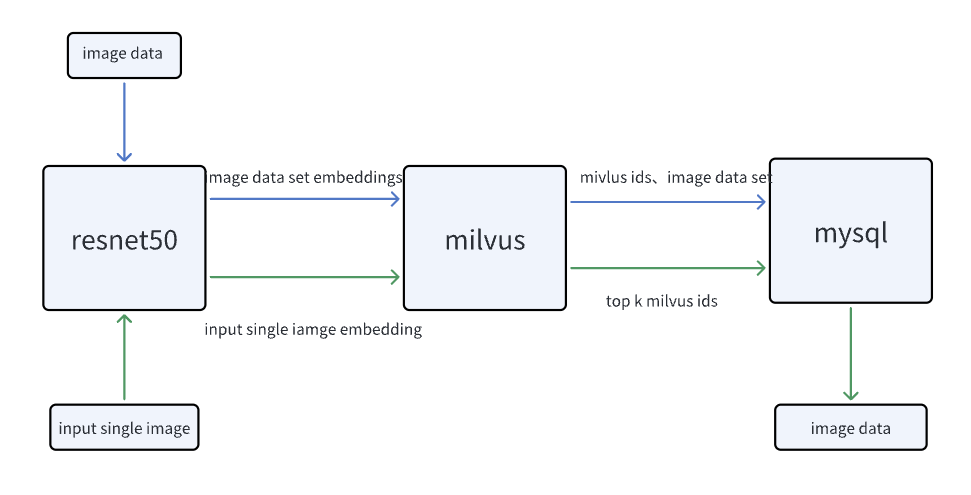 image data
image data set embeddings
mivlus ids、image data set
resnet50
milvus
mysql
input single iamge embedding
top k milvus ids
input single image
image data